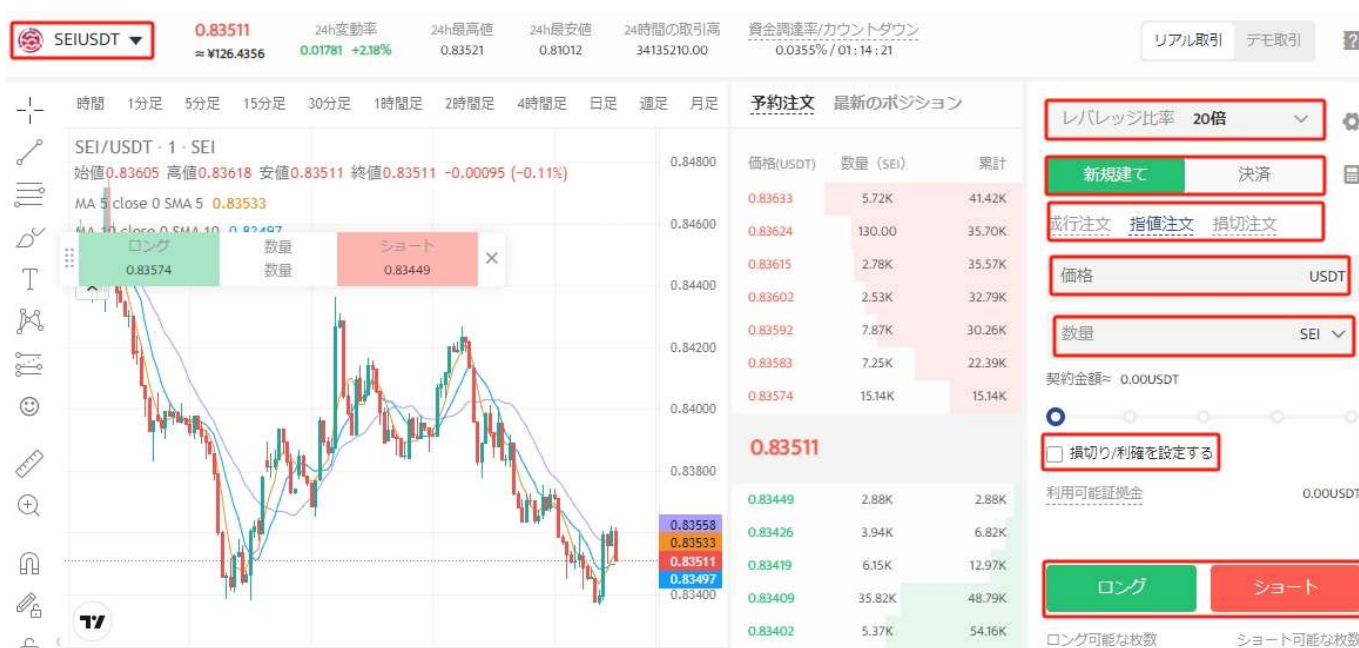 SEIUSDT ▼
0.83511
≈ ¥126.4356
24h変動率
0.01781 +2.18%
24h最高値
0.83521
24h最安値
0.81012
24時間の取引高
34135210.00
資金調達率/カウントダウン
0.0355% / 01 : 14 : 21
リアル取引 デモ取引
時間 1分足 5分足 15分足 30分足 1時間足 2時間足 4時間足 日足 週足 月足
SEI/USDT · 1 · SEI
始値0.83605 高値0.83618 安値0.83511 終値0.83511 −0.00095 (−0.11%)
MA 5 close 0 SMA 5 0.83533
MA 10 close 0 SMA 10 0.83497
ロング 数量 ショート
0.83574 数量 0.83449
0.84800
0.84600
0.84400
0.84200
0.84000
0.83800
0.83558
0.83533
0.83511
0.83497
0.83400
予約注文 最新のポジション
価格(USDT) 数量（SEI） 累計
0.83633 5.72K 41.42K
0.83624 130.00 35.70K
0.83615 2.78K 35.57K
0.83602 2.53K 32.79K
0.83592 7.87K 30.26K
0.83583 7.25K 22.39K
0.83574 15.14K 15.14K
0.83511
0.83449 2.88K 2.88K
0.83426 3.94K 6.82K
0.83419 6.15K 12.97K
0.83409 35.82K 48.79K
0.83402 5.37K 54.16K
レバレッジ比率 20倍
新規建て 決済
成行注文 指値注文 損切注文
価格 USDT
数量 SEI
契約金額≈ 0.00USDT
損切り/利確を設定する
利用可能証拠金 0.00USDT
ロング ショート
ロング可能な枚数 ショート可能な枚数